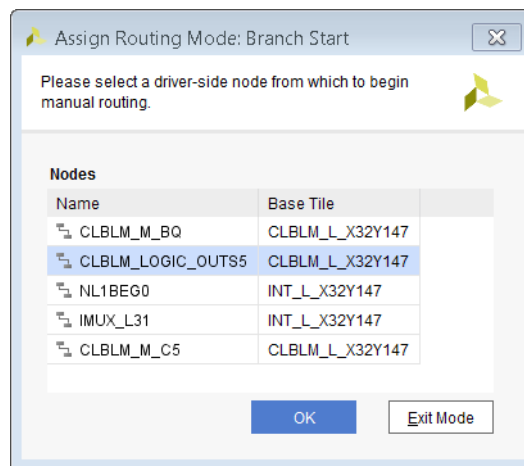 Assign Routing Mode: Branch Start
Please select a driver-side node from which to begin
manual routing.
Nodes
Name Base Tile
CLBLM_M_BQ CLBLM_L_X32Y147
CLBLM_LOGIC_OUTS5 CLBLM_L_X32Y147
NL1BEG0 INT_L_X32Y147
IMUX_L31 INT_L_X32Y147
CLBLM_M_C5 CLBLM_L_X32Y147
OK Exit Mode